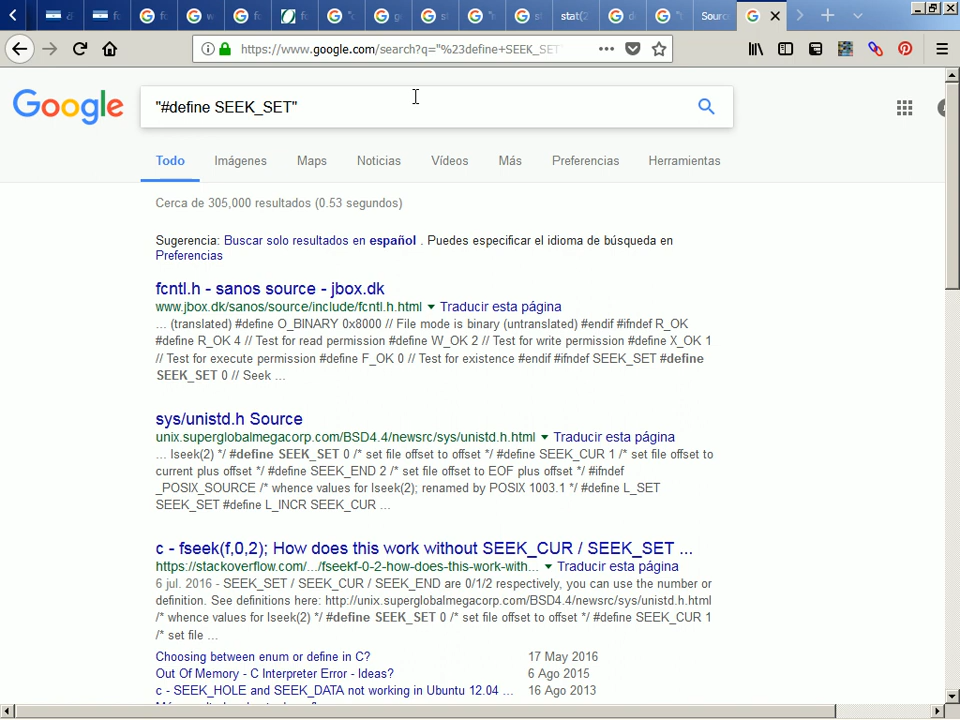 stat(2
Sourc
https://www.google.com/search?q="%23define+SEEK_SET"
Google
"#define SEEK_SET"
Todo Imágenes Maps Noticias Vídeos Más Preferencias Herramientas
Cerca de 305,000 resultados (0.53 segundos)
Sugerencia: Buscar solo resultados en español . Puedes especificar el idioma de búsqueda en
Preferencias
fcntl.h - sanos source - jbox.dk
www.jbox.dk/sanos/source/include/fcntl.h.html ▼ Traducir esta página
... (translated) #define O_BINARY 0x8000 // File mode is binary (untranslated) #endif #ifndef R_OK
#define R_OK 4 // Test for read permission #define W_OK 2 // Test for write permission #define X_OK 1
// Test for execute permission #define F_OK 0 // Test for existence #endif #ifndef SEEK_SET #define
SEEK_SET 0 // Seek ...
sys/unistd.h Source
unix.superglobalmegacorp.com/BSD4.4/newsrc/sys/unistd.h.html ▼ Traducir esta página
... lseek(2) */ #define SEEK_SET 0 /* set file offset to offset */ #define SEEK_CUR 1 /* set file offset to
current plus offset */ #define SEEK_END 2 /* set file offset to EOF plus offset */ #ifndef
_POSIX_SOURCE /* whence values for lseek(2); renamed by POSIX 1003.1 */ #define L_SET
SEEK_SET #define L_INCR SEEK_CUR ...
c - fseek(f,0,2); How does this work without SEEK_CUR / SEEK_SET ...
https://stackoverflow.com/.../fseekf-0-2-how-does-this-work-with... ▼ Traducir esta página
6 jul. 2016 - SEEK_SET / SEEK_CUR / SEEK_END are 0/1/2 respectively, you can use the number or
definition. See definitions here: http://unix.superglobalmegacorp.com/BSD4.4/newsrc/sys/unistd.h.html
/* whence values for lseek(2) */ #define SEEK_SET 0 /* set file offset to offset */ #define SEEK_CUR 1
/* set file ...
Choosing between enum or define in C? 17 May 2016
Out Of Memory - C Interpreter Error - Ideas? 6 Ago 2015
c - SEEK_HOLE and SEEK_DATA not working in Ubuntu 12.04 ... 16 Ago 2013